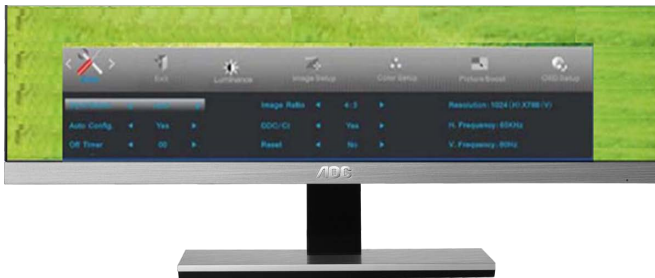 Exit
Luminance
Image Setup
Color Setup
Picture Boost
OSD Setup
Image Ratio 4:3
Resolution: 1024 (H) X768 (V)
Auto Config. Yes
DDC/CI Yes
H. Frequency: 65KHz
Off Timer 00
Reset No
V. Frequency: 60Hz
AOC